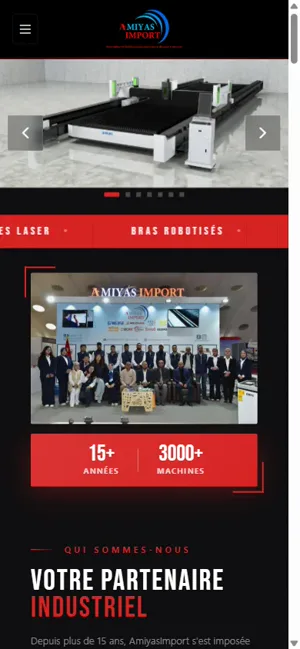 AMIYAS
IMPORT
ES LASER
BRAS ROBOTISÉS
AMIYAS IMPORT
15+
ANNÉES
3000+
MACHINES
QUI SOMMES-NOUS
VOTRE PARTENAIRE
INDUSTRIEL
Depuis plus de 15 ans, AmiyasImport s'est imposée